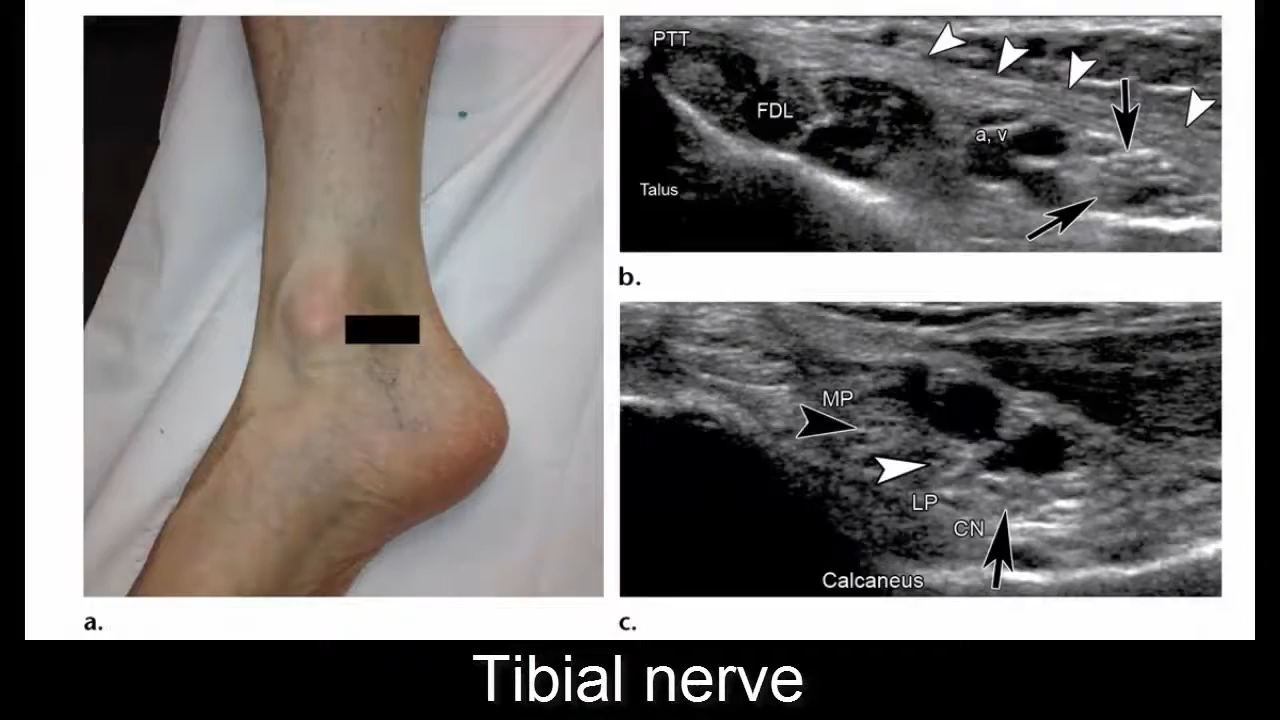 PTT
FDL
a, v
Talus
b.
MP
LP
CN
Calcaneus
a.
c.
Tibial nerve